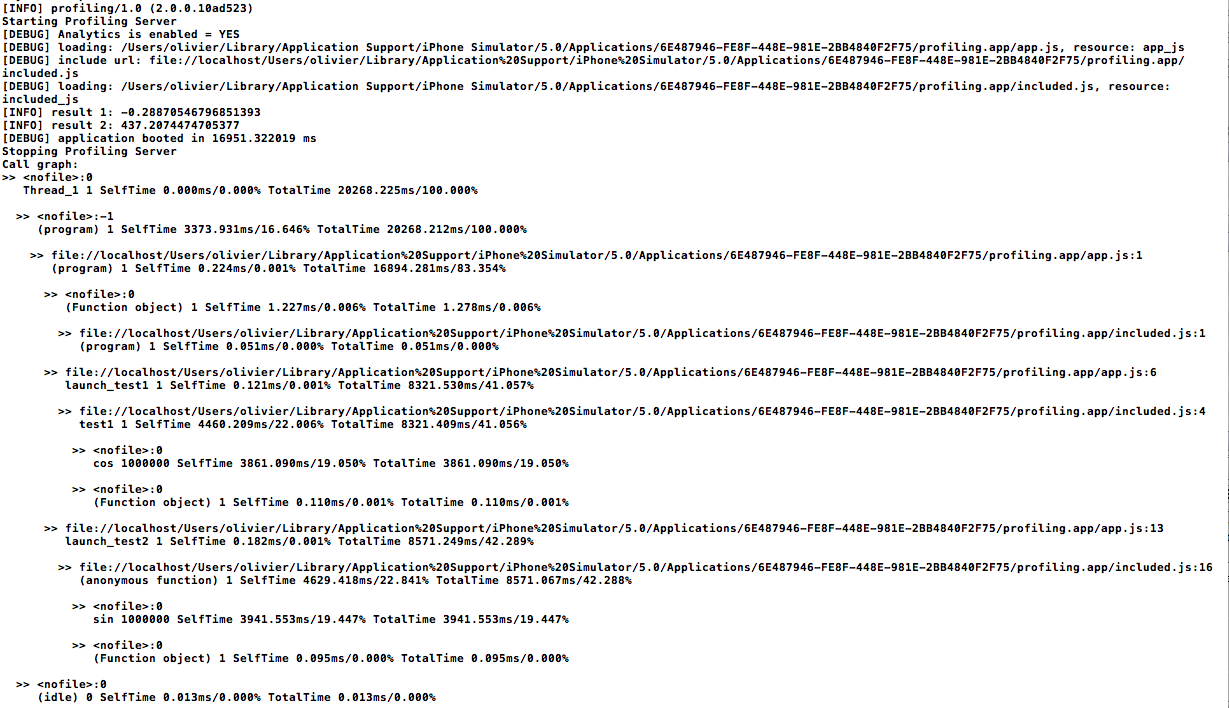 [INFO] profiling/1.0 (2.0.0.10ad523)
Starting Profiling Server
[DEBUG] Analytics is enabled = YES
[DEBUG] loading: /Users/olivier/Library/Application Support/iPhone Simulator/5.0/Applications/6E487946-FE8F-448E-981E-2BB4840F2F75/profiling.app/app.js, resource: app_js
[DEBUG] include url: file://localhost/Users/olivier/Library/Application%20Support/iPhone%20Simulator/5.0/Applications/6E487946-FE8F-448E-981E-2BB4840F2F75/profiling.app/
included.js
[DEBUG] loading: /Users/olivier/Library/Application Support/iPhone Simulator/5.0/Applications/6E487946-FE8F-448E-981E-2BB4840F2F75/profiling.app/included.js, resource:
included_js
[INFO] result 1: -0.28870546796851393
[INFO] result 2: 437.2074474705377
[DEBUG] application booted in 16951.322019 ms
Stopping Profiling Server
Call graph:
>> <nofile>:0
Thread_1 1 SelfTime 0.000ms/0.000% TotalTime 20268.225ms/100.000%
>> <nofile>:-1
(program) 1 SelfTime 3373.931ms/16.646% TotalTime 20268.212ms/100.000%
>> file://localhost/Users/olivier/Library/Application%20Support/iPhone%20Simulator/5.0/Applications/6E487946-FE8F-448E-981E-2BB4840F2F75/profiling.app/app.js:1
(program) 1 SelfTime 0.224ms/0.001% TotalTime 16894.281ms/83.354%
>> <nofile>:0
(Function object) 1 SelfTime 1.227ms/0.006% TotalTime 1.278ms/0.006%
>> file://localhost/Users/olivier/Library/Application%20Support/iPhone%20Simulator/5.0/Applications/6E487946-FE8F-448E-981E-2BB4840F2F75/profiling.app/included.js:1
(program) 1 SelfTime 0.051ms/0.000% TotalTime 0.051ms/0.000%
>> file://localhost/Users/olivier/Library/Application%20Support/iPhone%20Simulator/5.0/Applications/6E487946-FE8F-448E-981E-2BB4840F2F75/profiling.app/app.js:6
launch_test1 1 SelfTime 0.121ms/0.001% TotalTime 8321.530ms/41.057%
>> file://localhost/Users/olivier/Library/Application%20Support/iPhone%20Simulator/5.0/Applications/6E487946-FE8F-448E-981E-2BB4840F2F75/profiling.app/included.js:4
test1 1 SelfTime 4460.209ms/22.006% TotalTime 8321.409ms/41.056%
>> <nofile>:0
cos 1000000 SelfTime 3861.090ms/19.050% TotalTime 3861.090ms/19.050%
>> <nofile>:0
(Function object) 1 SelfTime 0.110ms/0.001% TotalTime 0.110ms/0.001%
>> file://localhost/Users/olivier/Library/Application%20Support/iPhone%20Simulator/5.0/Applications/6E487946-FE8F-448E-981E-2BB4840F2F75/profiling.app/app.js:13
launch_test2 1 SelfTime 0.182ms/0.001% TotalTime 8571.249ms/42.289%
>> file://localhost/Users/olivier/Library/Application%20Support/iPhone%20Simulator/5.0/Applications/6E487946-FE8F-448E-981E-2BB4840F2F75/profiling.app/included.js:16
(anonymous function) 1 SelfTime 4629.418ms/22.841% TotalTime 8571.067ms/42.288%
>> <nofile>:0
sin 1000000 SelfTime 3941.553ms/19.447% TotalTime 3941.553ms/19.447%
>> <nofile>:0
(Function object) 1 SelfTime 0.095ms/0.000% TotalTime 0.095ms/0.000%
>> <nofile>:0
(idle) 0 SelfTime 0.013ms/0.000% TotalTime 0.013ms/0.000%